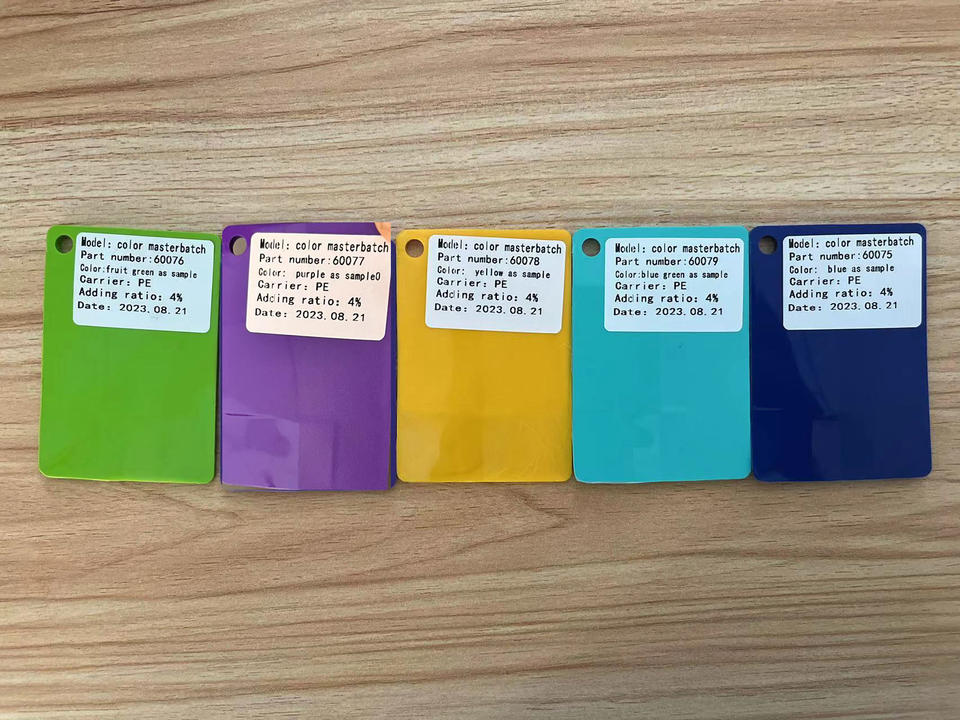 Model: color masterbatch
Part number:60076
Color:fruit green as sample
Carrier: PE
Adding ratio: 4%
Date: 2023.08.21
Model: color masterbatch
Part number:60077
Color: purple as sample0
Carrier: PE
Adding ratio: 4%
Date: 2023.08.21
Model: color masterbatch
Part number:60078
Color: yellow as sample
Carrier: PE
Adding ratio: 4%
Date: 2023.08.21
Model: color masterbatch
Part number:60079
Color:blue green as sample
Carrier: PE
Adding ratio: 4%
Date: 2023.08.21
Model: color masterbatch
Part number:60075
Color: blue as sample
Carrier: PE
Adding ratio: 4%
Date: 2023.08.21